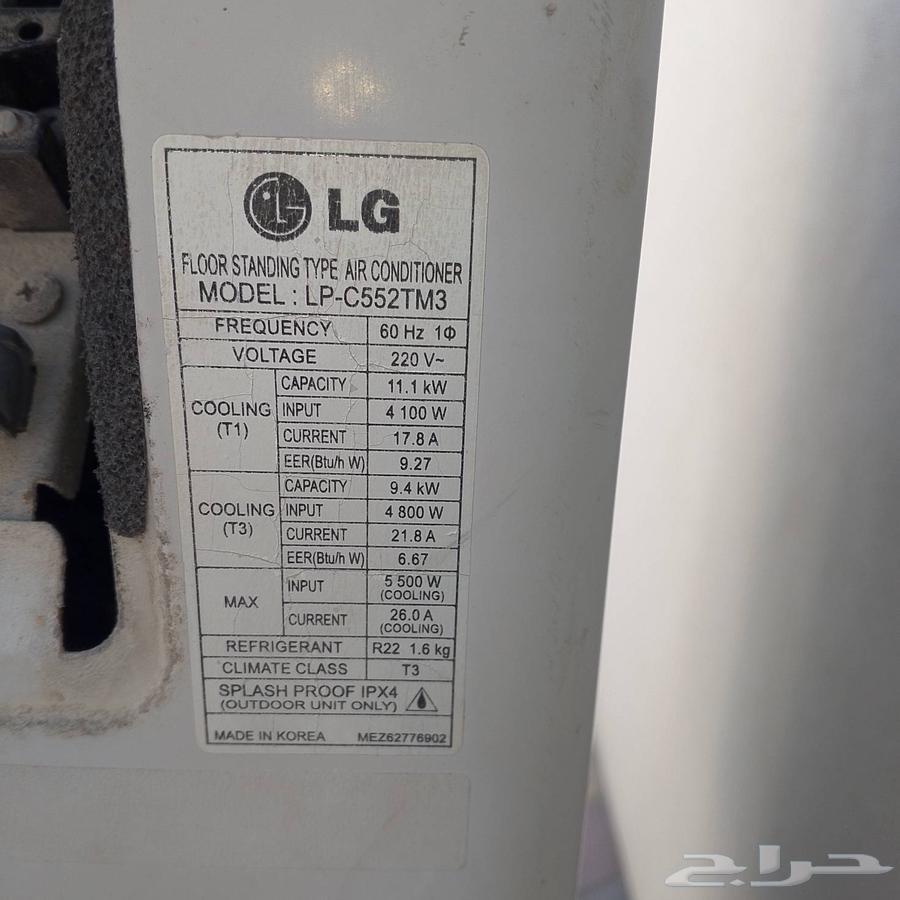 LG
FLOOR STANDING TYPE AIR CONDITIONER
MODEL : LP-C552TM3
FREQUENCY 60 Hz 1Φ
VOLTAGE 220 V~
COOLING (T1)
CAPACITY 11.1 kW
INPUT 4 100 W
CURRENT 17.8 A
EER(Btu/h W) 9.27
COOLING (T3)
CAPACITY 9.4 kW
INPUT 4 800 W
CURRENT 21.8 A
EER(Btu/h W) 6.67
MAX
INPUT 5 500 W (COOLING)
CURRENT 26.0 A (COOLING)
REFRIGERANT R22 1.6 kg
CLIMATE CLASS T3
SPLASH PROOF IPX4
(OUTDOOR UNIT ONLY)
MADE IN KOREA MEZ62776902
حراج